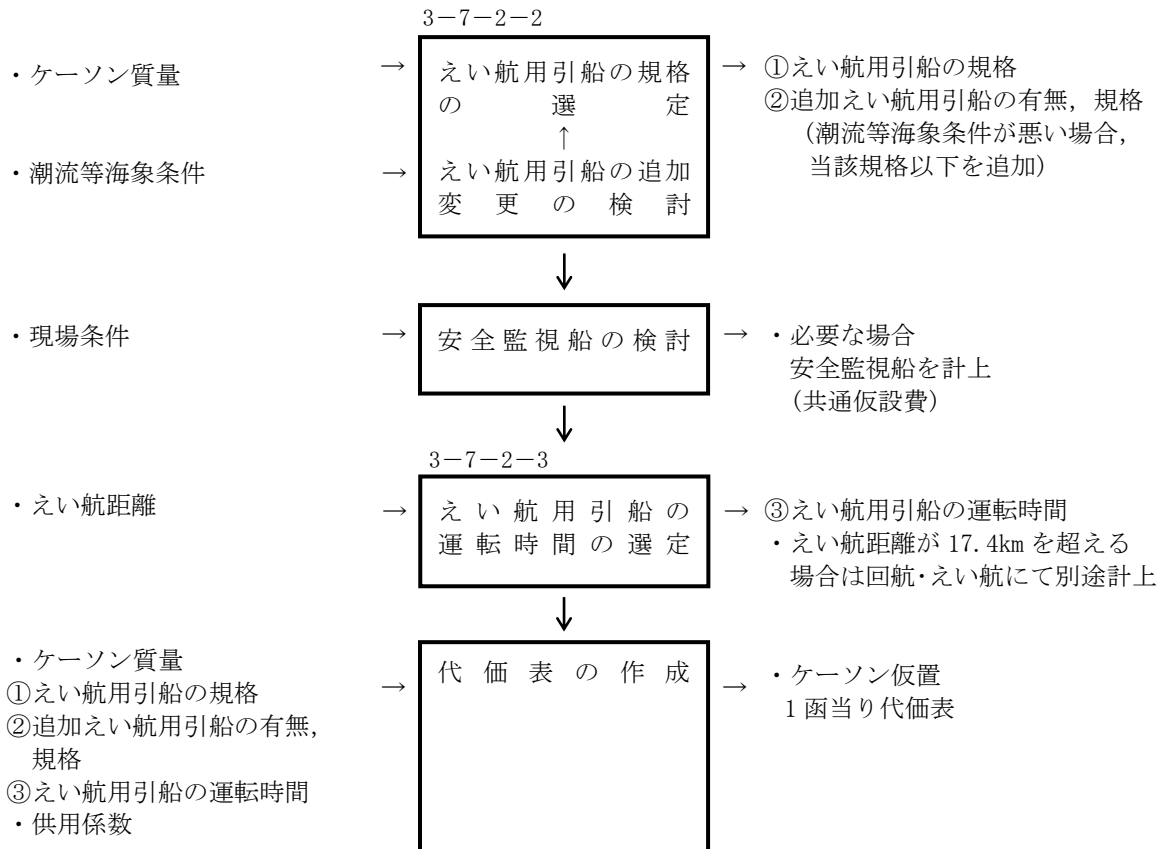 3－7－2－2
・ケーソン質量
→
えい航用引船の規格
の選定
↑
・潮流等海象条件
→
えい航用引船の追加
変更の検討
→ ①えい航用引船の規格
②追加えい航用引船の有無，規格
（潮流等海象条件が悪い場合，
当該規格以下を追加）
↓
・現場条件
→
安全監視船の検討
→ ・必要な場合
安全監視船を計上
（共通仮設費）
↓
3－7－2－3
・えい航距離
→
えい航用引船の
運転時間の選定
→ ③えい航用引船の運転時間
・えい航距離が 17.4km を超える
場合は回航・えい航にて別途計上
↓
・ケーソン質量
①えい航用引船の規格
②追加えい航用引船の有無，
規格
③えい航用引船の運転時間
・供用係数
→
代価表の作成
→ ・ケーソン仮置
1 函当り代価表